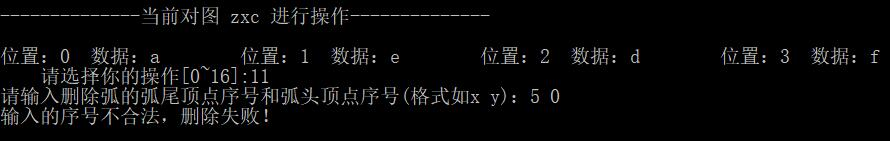 --------------当前对图 zxc 进行操作--------------
位置：0 数据：a 位置：1 数据：e 位置：2 数据：d 位置：3 数据：f
请选择你的操作[0~16]:11
请输入删除弧的弧尾顶点序号和弧头顶点序号(格式如x y)：5 0
输入的序号不合法，删除失败！